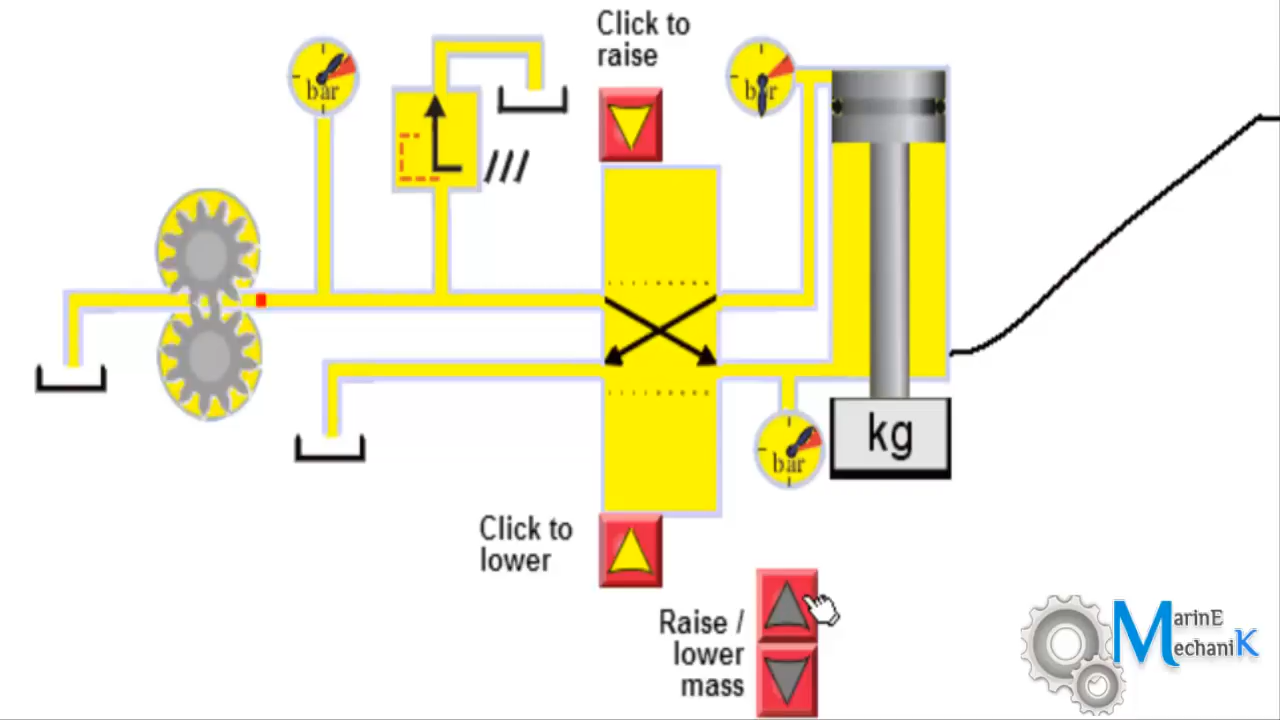 Click to
raise
bar
bar
kg
bar
Click to
lower
Raise /
lower
mass
MarinE
MechaniK